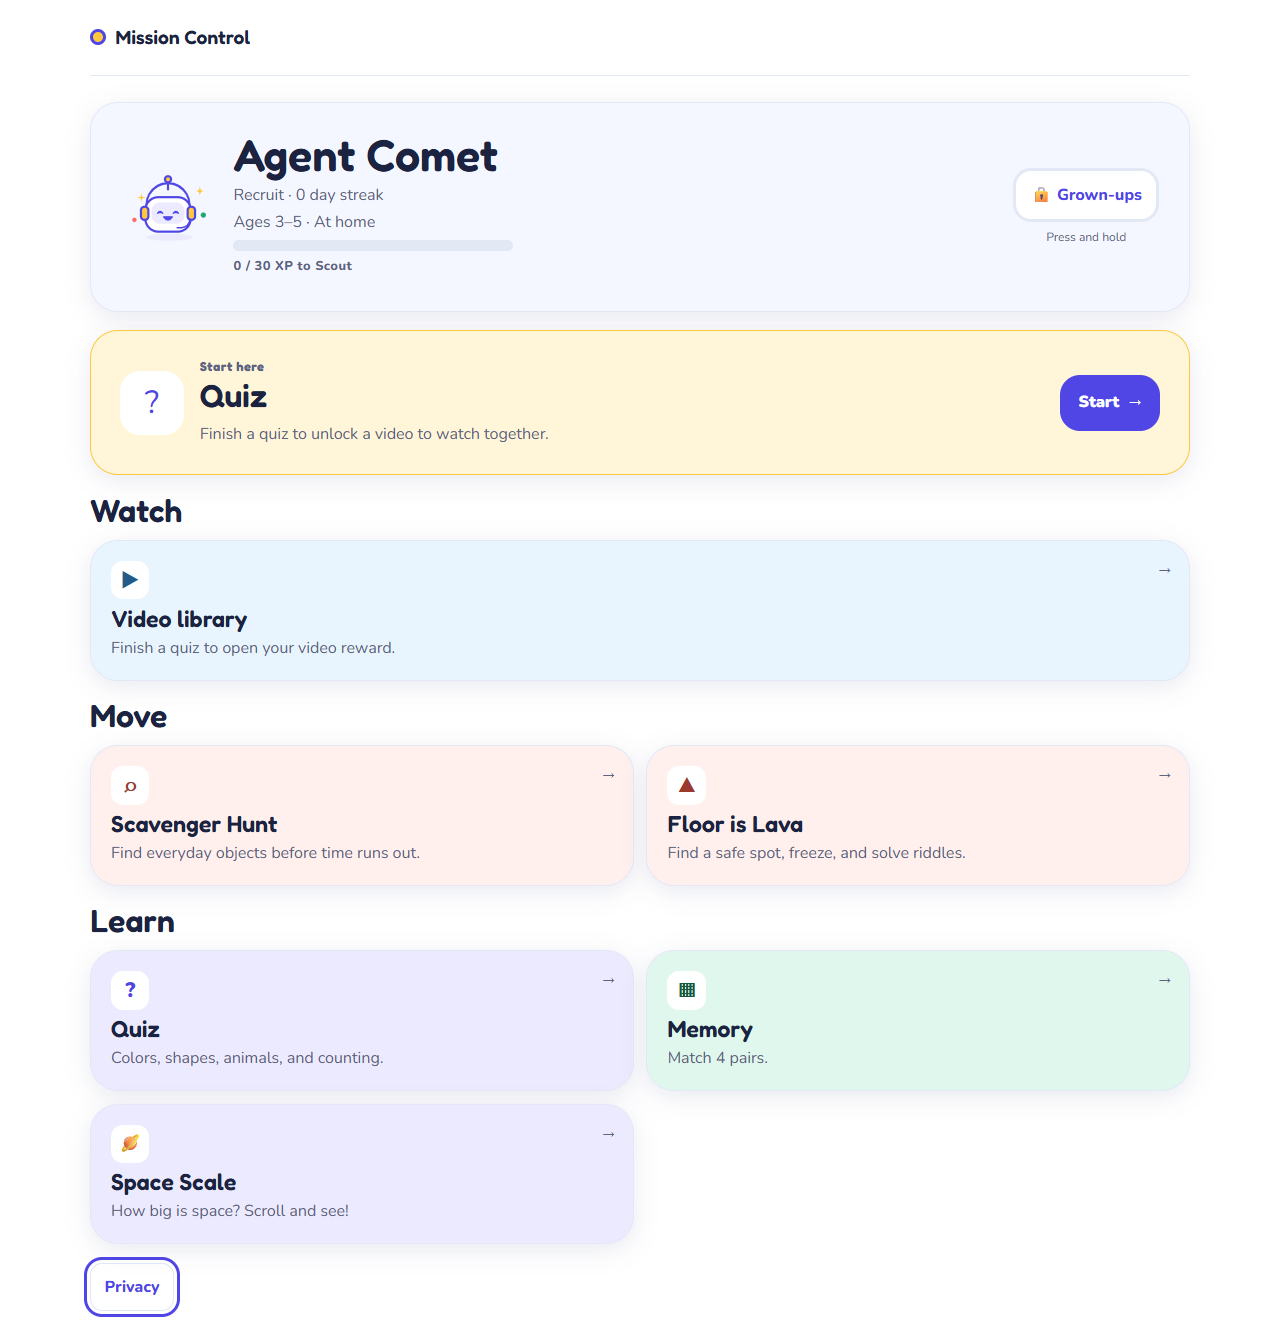 Mission Control
Agent Comet
Recruit · 0 day streak
Ages 3–5 · At home
0 / 30 XP to Scout
🔒 Grown-ups
Press and hold
Start here
?
Quiz
Finish a quiz to unlock a video to watch together.
Start →
Watch
▶
→
Video library
Finish a quiz to open your video reward.
Move
→
Scavenger Hunt
Find everyday objects before time runs out.
▲
→
Floor is Lava
Find a safe spot, freeze, and solve riddles.
Learn
?
→
Quiz
Colors, shapes, animals, and counting.
▦
→
Memory
Match 4 pairs.
🪐
→
Space Scale
How big is space? Scroll and see!
Privacy